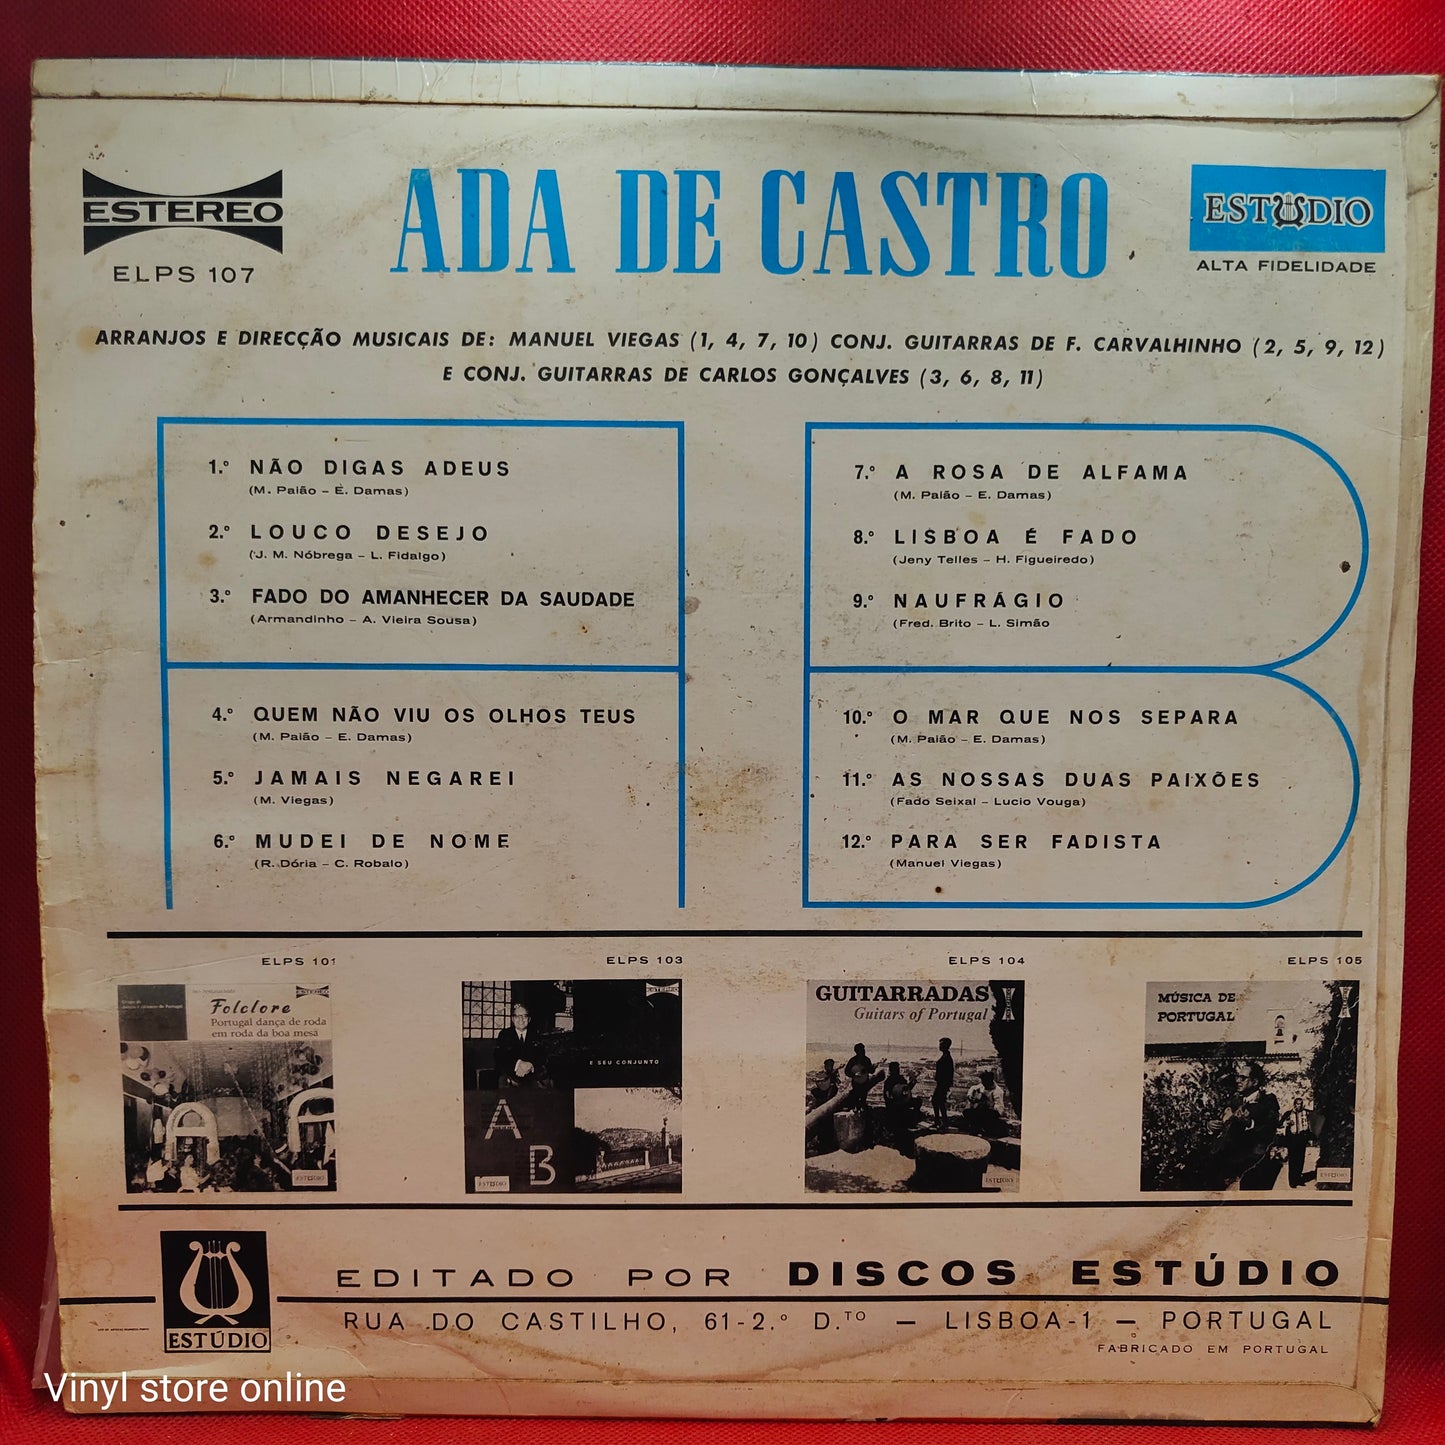 ESTEREO
ELPS 107
ADA DE CASTRO
ESTUDIO
ALTA FIDELIDADE
ARRANJOS E DIRECÇÃO MUSICAIS DE: MANUEL VIEGAS (1, 4, 7, 10) CONJ. GUITARRAS DE F. CARVALHINHO (2, 5, 9, 12)
E CONJ. GUITARRAS DE CARLOS GONÇALVES (3, 6, 8, 11)
1.º NÃO DIGAS ADEUS
(M. Paião – E. Damas)
2.º LOUCO DESEJO
(J. M. Nóbrega – L. Fidalgo)
3.º FADO DO AMANHECER DA SAUDADE
(Armandinho – A. Vieira Sousa)
4.º QUEM NÃO VIU OS OLHOS TEUS
(M. Paião – E. Damas)
5.º JAMAIS NEGAREI
(M. Viegas)
6.º MUDEI DE NOME
(R. Dória – C. Robalo)
7.º A ROSA DE ALFAMA
(M. Paião – E. Damas)
8.º LISBOA É FADO
(Jeny Telles – H. Figueiredo)
9.º NAUFRÁGIO
(Fred. Brito – L. Simão
10.º O MAR QUE NOS SEPARA
(M. Paião – E. Damas)
11.º AS NOSSAS DUAS PAIXÕES
(Fado Seixal – Lucio Vouga)
12.º PARA SER FADISTA
(Manuel Viegas)
ELPS 101
ELPS 103
ELPS 104
ELPS 105
ESTEREO
Folclore
Portugal dança de roda
em roda da boa mesa
ESTUDIO
ESTEREO
E SEU CONJUNTO
A
B
ESTUDIO
GUITARRADAS
Guitars of Portugal
ESTUDIO
MÚSICA DE
PORTUGAL
ESTUDIO
ESTÚDIO
EDITADO POR DISCOS ESTÚDIO
RUA DO CASTILHO, 61-2.º D.TO — LISBOA-1 — PORTUGAL
FABRICADO EM PORTUGAL
Vinyl store online